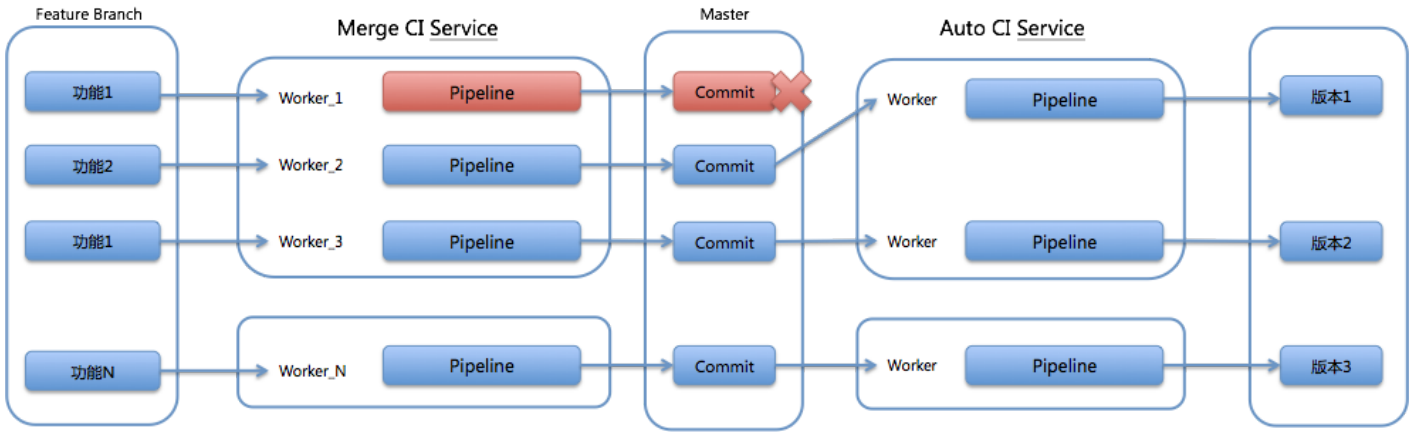 Feature Branch
Merge CI Service
Master
Auto CI Service
功能1
Worker_1
Pipeline
Commit
Worker
Pipeline
版本1
功能2
Worker_2
Pipeline
Commit
功能1
Worker_3
Pipeline
Commit
Worker
Pipeline
版本2
功能N
Worker_N
Pipeline
Commit
Worker
Pipeline
版本3